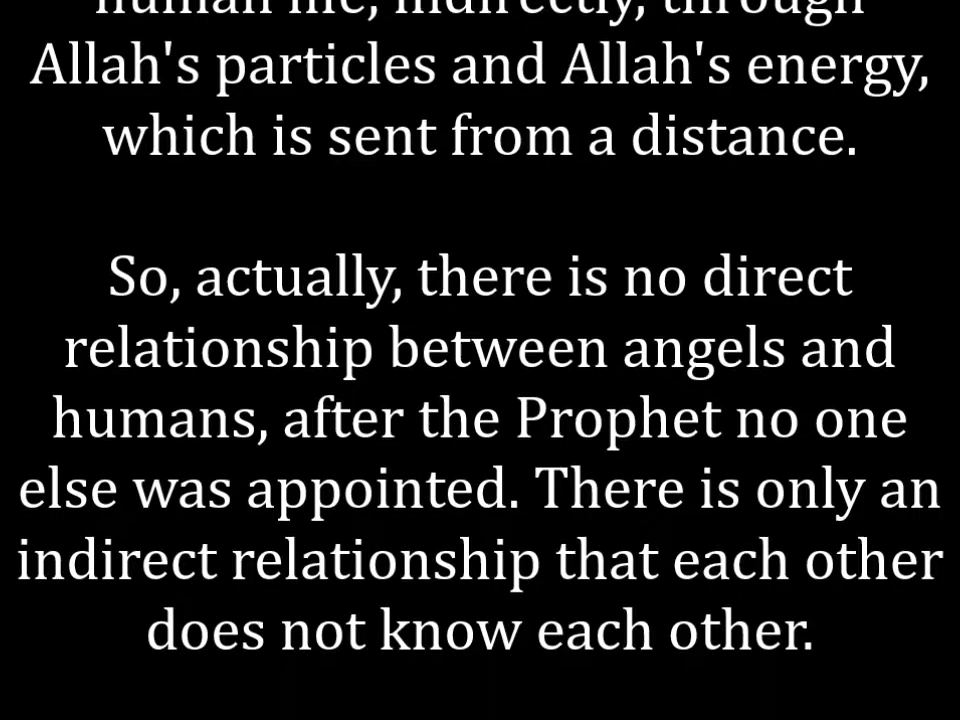 human life, indirectly, through
Allah's particles and Allah's energy,
which is sent from a distance.
So, actually, there is no direct
relationship between angels and
humans, after the Prophet no one
else was appointed. There is only an
indirect relationship that each other
does not know each other.